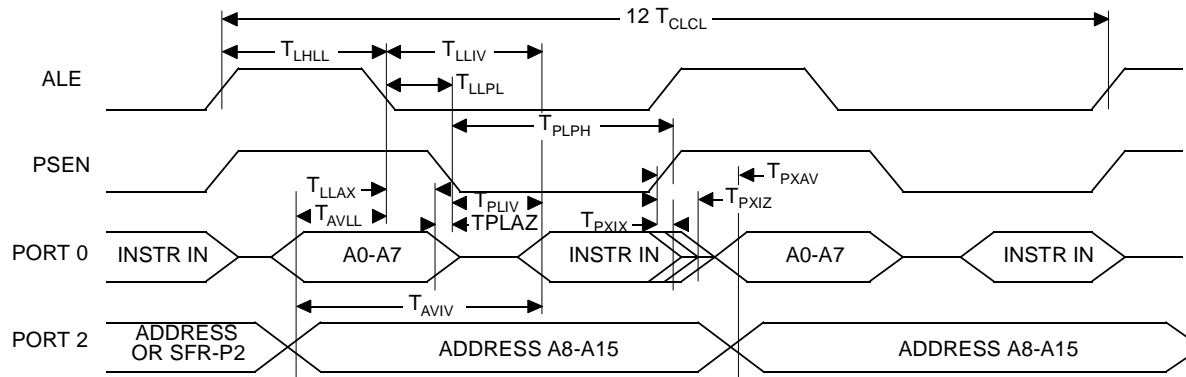 12 TCLCL
TLHLL TLLIV
ALE
TLLPL
TPLPH
PSEN
TLLAX TPLIV TPXAV
TAVLL TPLAZ TPXIX TPXIZ
PORT 0 INSTR IN A0-A7 INSTR IN A0-A7 INSTR IN
TAVIV
PORT 2 ADDRESS OR SFR-P2 ADDRESS A8-A15 ADDRESS A8-A15